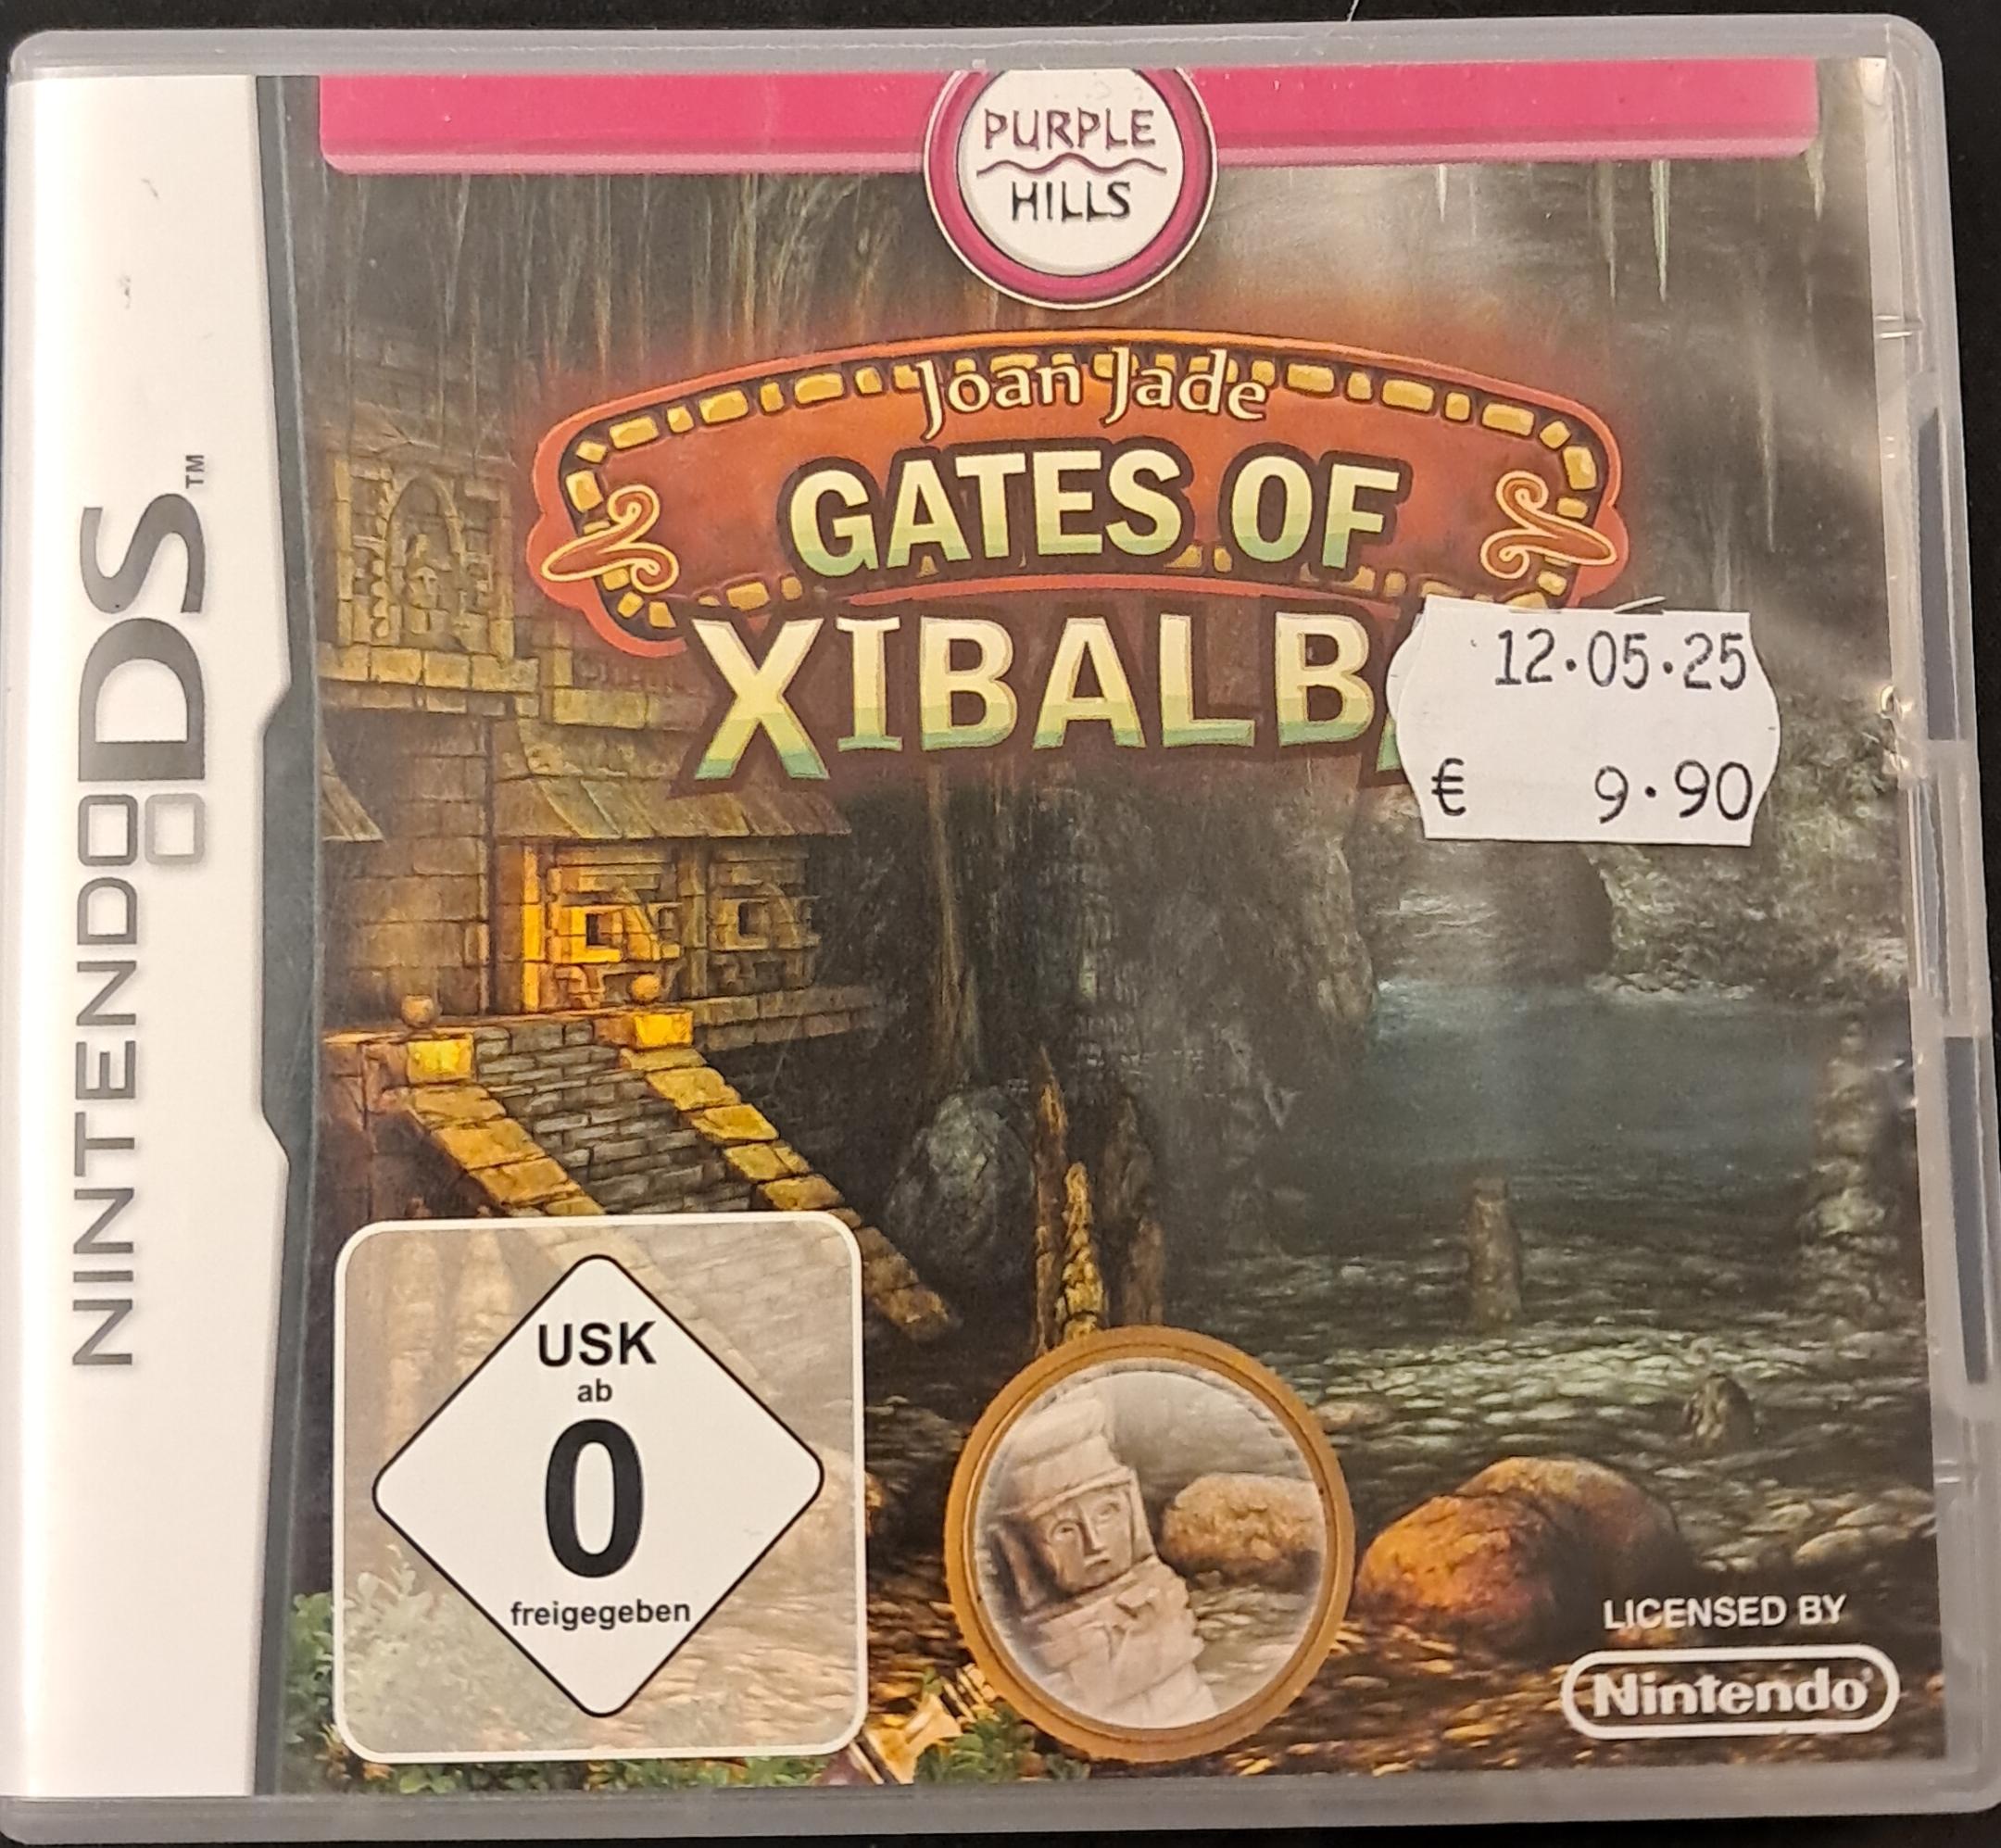 NINTENDO DS™
PURPLE
HILLS
Joan Jade
GATES OF
XIBALB
12.05.25
€ 9.90
USK
ab
0
freigegeben
LICENSED BY
Nintendo®